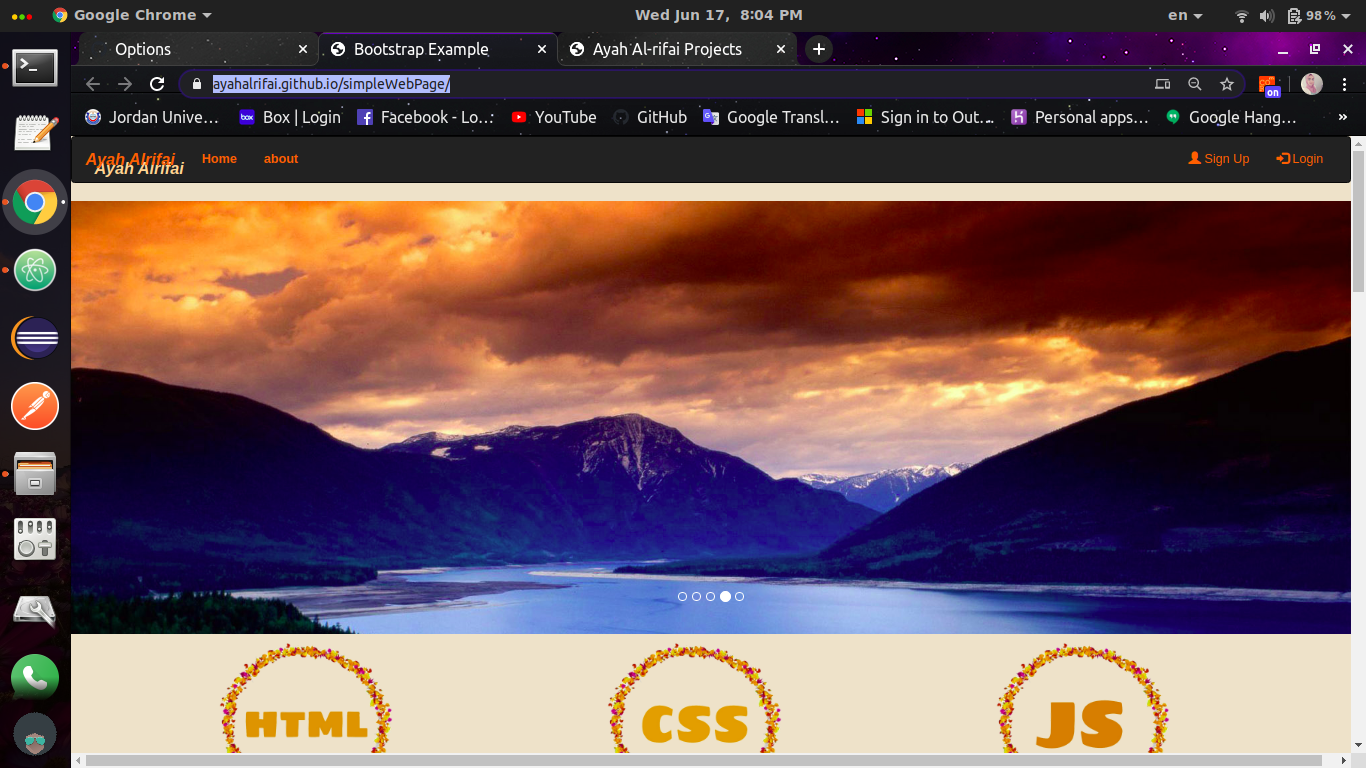 Google Chrome
Wed Jun 17, 8:04 PM
en
98%
Options
Bootstrap Example
Ayah Al-rifai Projects
ayahalrifai.github.io/simpleWebPage/
on
Jordan Unive…
box
Box | Login
Facebook - Lo…
YouTube
GitHub
Google Transl…
Sign in to Out…
Personal apps…
Google Hang…
»
Ayah Alrifai
Ayah Alrifai
Home
about
Sign Up
Login
HTML
CSS
JS